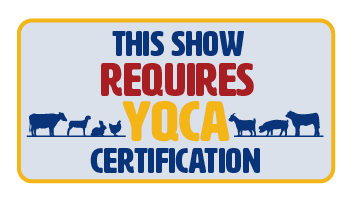 THIS SHOW
REQUIRES
YQCA
CERTIFICATION